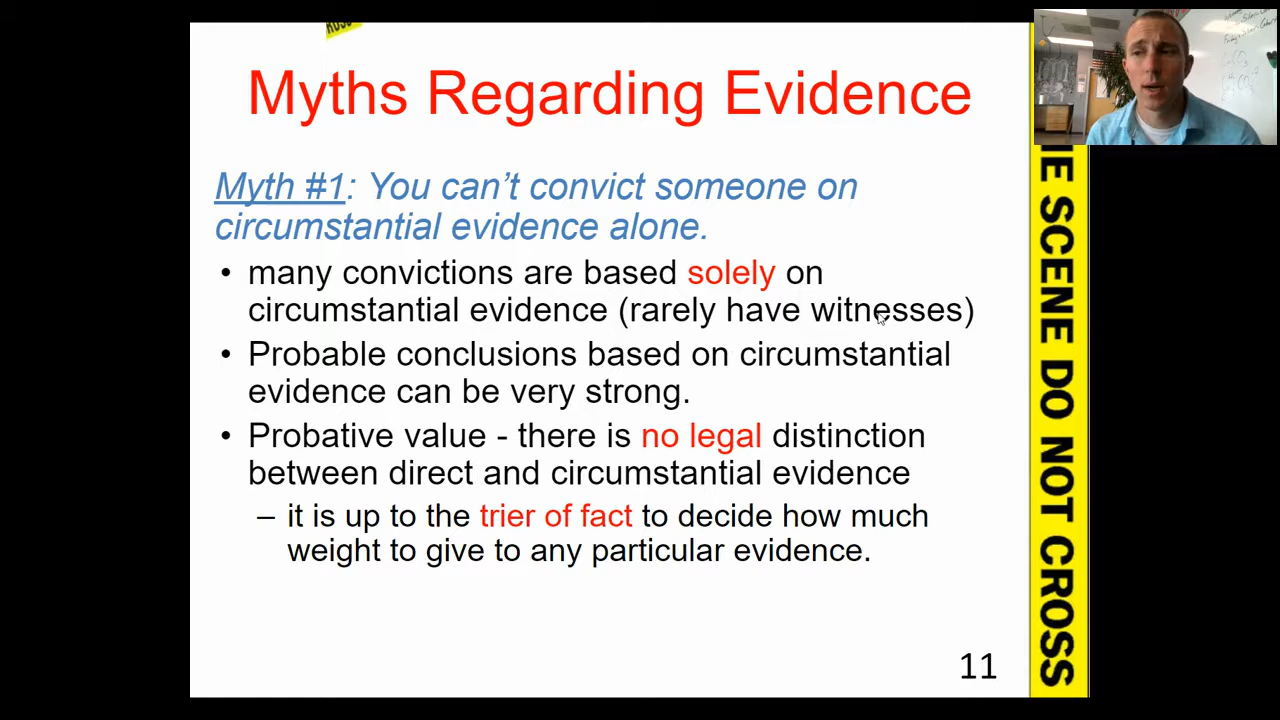 Myths Regarding Evidence
Myth #1: You can't convict someone on
circumstantial evidence alone.
• many convictions are based solely on
circumstantial evidence (rarely have witnesses)
• Probable conclusions based on circumstantial
evidence can be very strong.
• Probative value - there is no legal distinction
between direct and circumstantial evidence
– it is up to the trier of fact to decide how much
weight to give to any particular evidence.
11
SCENE DO NOT CROSS